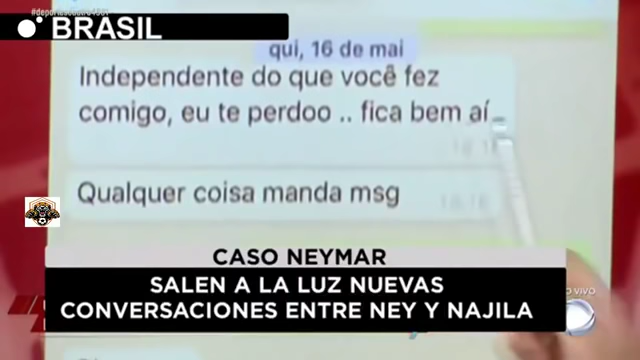 BRASIL
qui, 16 de mai
Independente do que você fez
comigo, eu te perdoo .. fica bem aí
Qualquer coisa manda msg
CASO NEYMAR
SALEN A LA LUZ NUEVAS
CONVERSACIONES ENTRE NEY Y NAJILA
VIVO